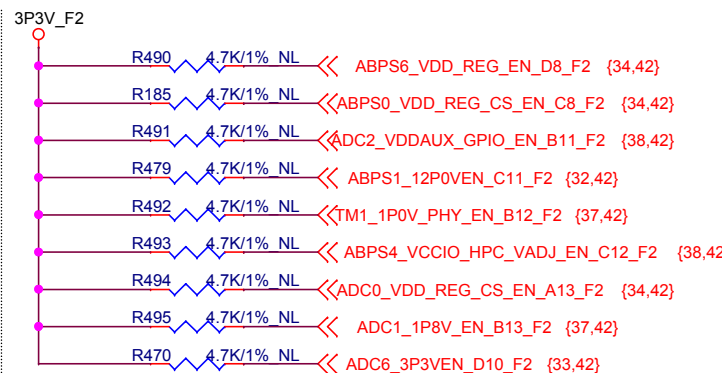 3P3V_F2
R490 4.7K/1%_NL ABPS6_VDD_REG_EN_D8_F2 {34,42}
R185 4.7K/1%_NL ABPS0_VDD_REG_CS_EN_C8_F2 {34,42}
R491 4.7K/1%_NL ADC2_VDDAUX_GPIO_EN_B11_F2 {38,42}
R479 4.7K/1%_NL ABPS1_12P0VEN_C11_F2 {32,42}
R492 4.7K/1%_NL TM1_1P0V_PHY_EN_B12_F2 {37,42}
R493 4.7K/1%_NL ABPS4_VCCIO_HPC_VADJ_EN_C12_F2 {38,42
R494 4.7K/1%_NL ADC0_VDD_REG_CS_EN_A13_F2 {34,42}
R495 4.7K/1%_NL ADC1_1P8V_EN_B13_F2 {37,42}
R470 4.7K/1%_NL ADC6_3P3VEN_D10_F2 {33,42}